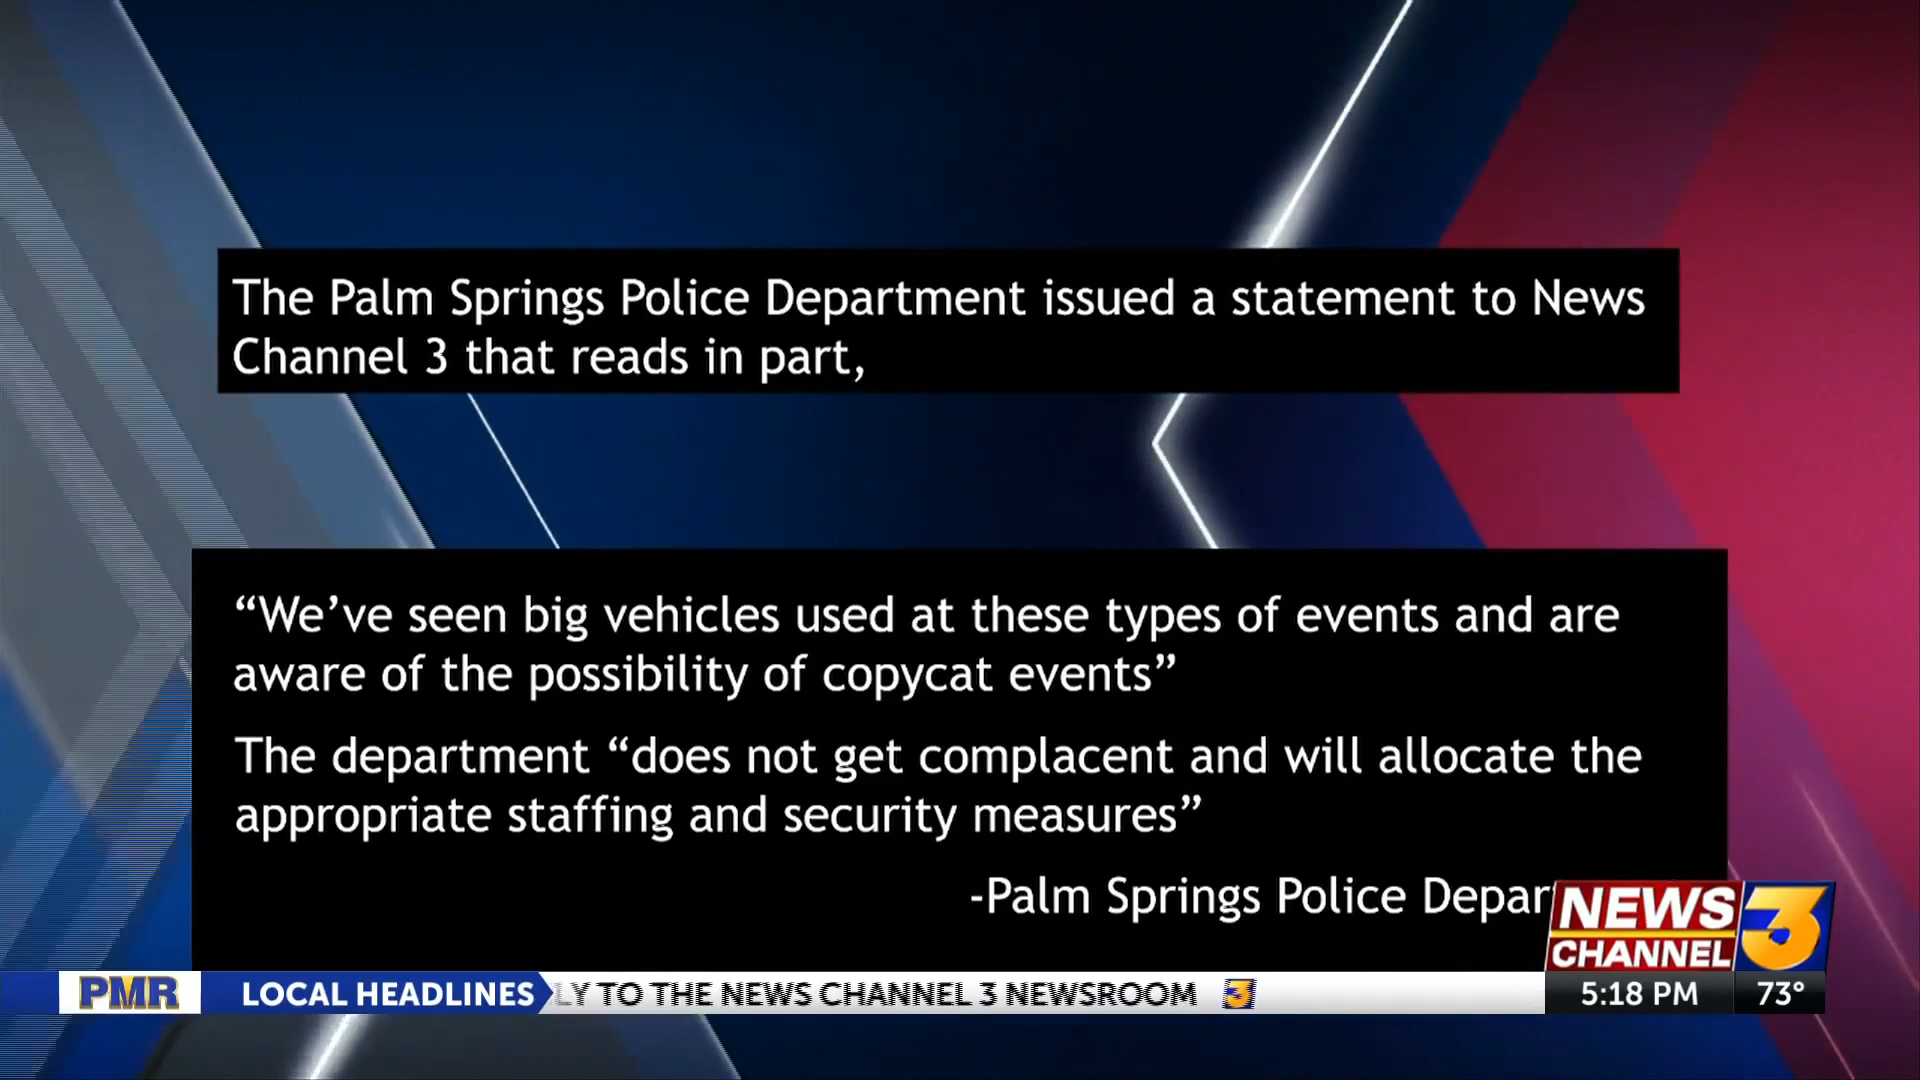 The Palm Springs Police Department issued a statement to News
Channel 3 that reads in part,
“We’ve seen big vehicles used at these types of events and are
aware of the possibility of copycat events”
The department “does not get complacent and will allocate the
appropriate staffing and security measures”
-Palm Springs Police Depar
NEWS
CHANNEL 3
PMR LOCAL HEADLINES LY TO THE NEWS CHANNEL 3 NEWSROOM 3 5:18 PM 73°